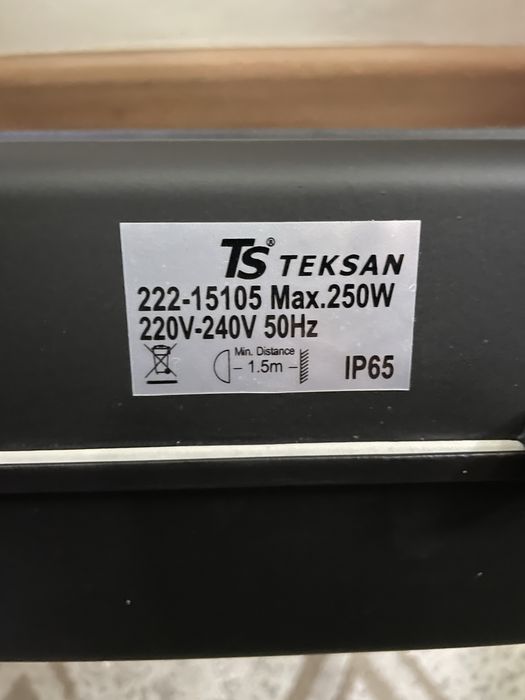 TS® TEKSAN
222-15105 Max.250W
220V-240V 50Hz
Min. Distance
1.5m
IP65